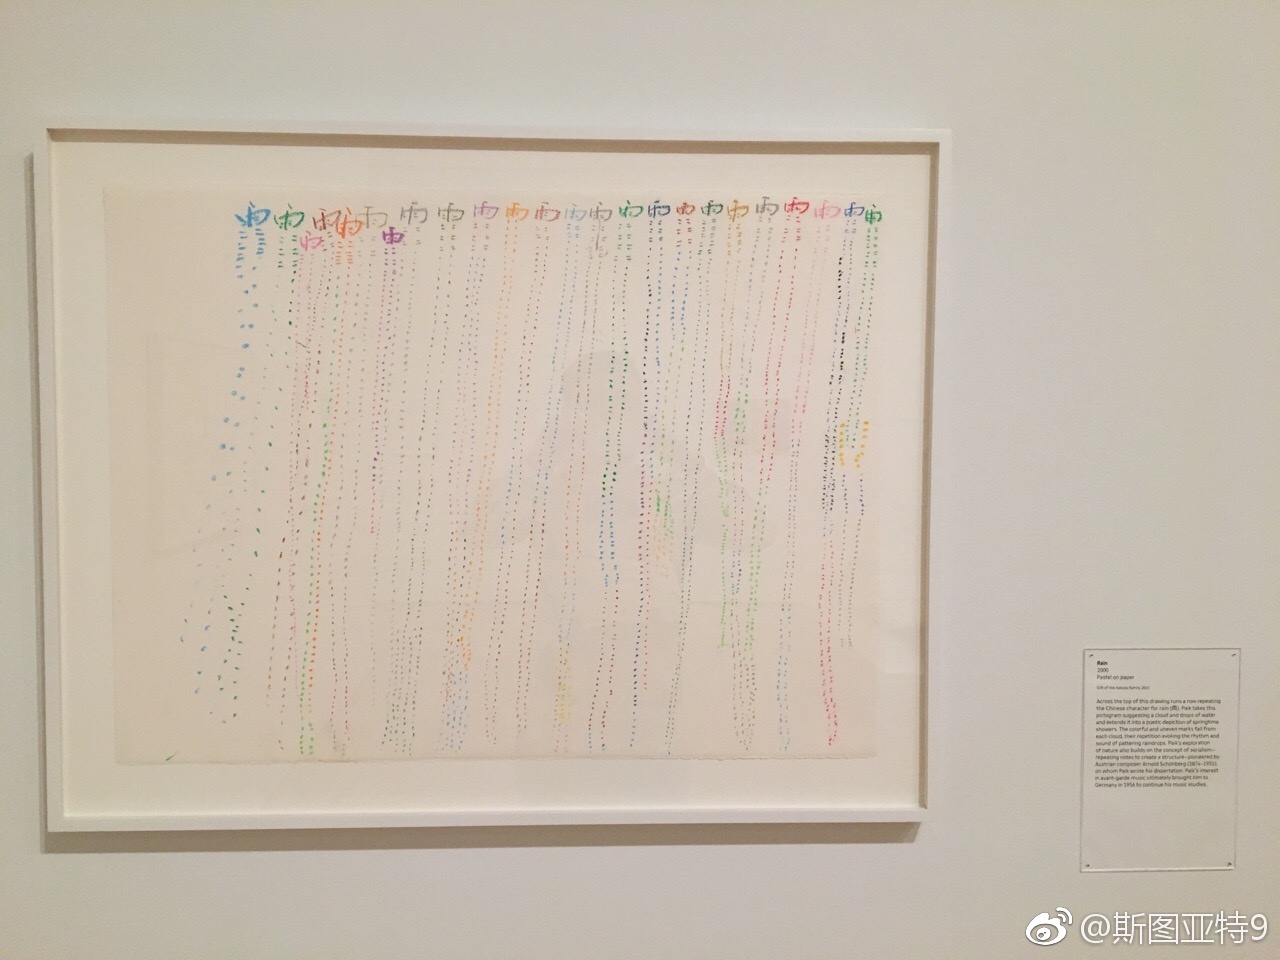 雨 雨 雨 雨 雨 雨 雨 雨 雨 雨 雨 雨 雨 雨 雨 雨 雨 雨 雨 雨 雨 雨
雨 雨
Rain
2000
Pastel on paper
Gift of the Hakuta Family, 2015
Across the top of this drawing runs a row repeating
the Chinese character for rain (雨). Paik takes this
pictogram suggesting a cloud and drops of water
and extends it into a poetic depiction of springtime
showers. The colorful and uneven marks fall from
each cloud, their repetition evoking the rhythm and
sound of pattering raindrops. Paik's exploration
of nature also builds on the concept of serialism—
repeating notes to create a structure—pioneered by
Austrian composer Arnold Schönberg (1874–1951),
on whom Paik wrote his dissertation. Paik's interest
in avant-garde music ultimately brought him to
Germany in 1956 to continue his music studies.
@斯图亚特9